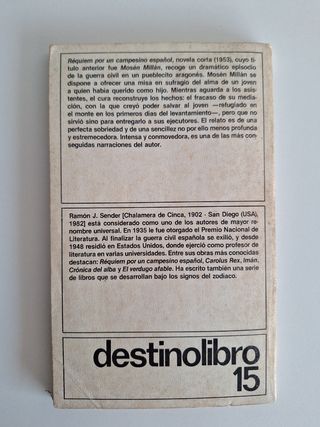 Réquiem por un campesino español, novela corta (1953), cuyo tí-
tulo anterior fue Mosén Millán, recoge un dramático episodio
de la guerra civil en un pueblecito aragonés. Mosén Millán se
dispone a ofrecer una misa en sufragio del alma de un joven
a quien había querido como hijo. Mientras aguarda a los asis-
tentes, el cura reconstruye los hechos: el fracaso de su media-
ción, con la que creyó poder salvar al joven —refugiado en
el monte en los primeros días del levantamiento—, pero que no
sirvió sino para entregarlo a sus ejecutores. El relato es de una
perfecta sobriedad y de una sencillez no por ello menos profunda
y estremecedora. Intensa y conmovedora, es una de las más con-
seguidas narraciones del autor.
Ramón J. Sender [Chalamera de Cinca, 1902 - San Diego (USA),
1982] está considerado como uno de los autores de mayor re-
nombre universal. En 1935 le fue otorgado el Premio Nacional de
Literatura. Al finalizar la guerra civil española se exilió, y desde
1948 residió en Estados Unidos, donde ejerció como profesor de
literatura en varias universidades. Entre sus obras más conocidas
destacan: Réquiem por un campesino español, Carolus Rex, Imán,
Crónica del alba y El verdugo afable. Ha escrito también una serie
de libros que se desarrollan bajo los signos del zodíaco.
destinolibro
15